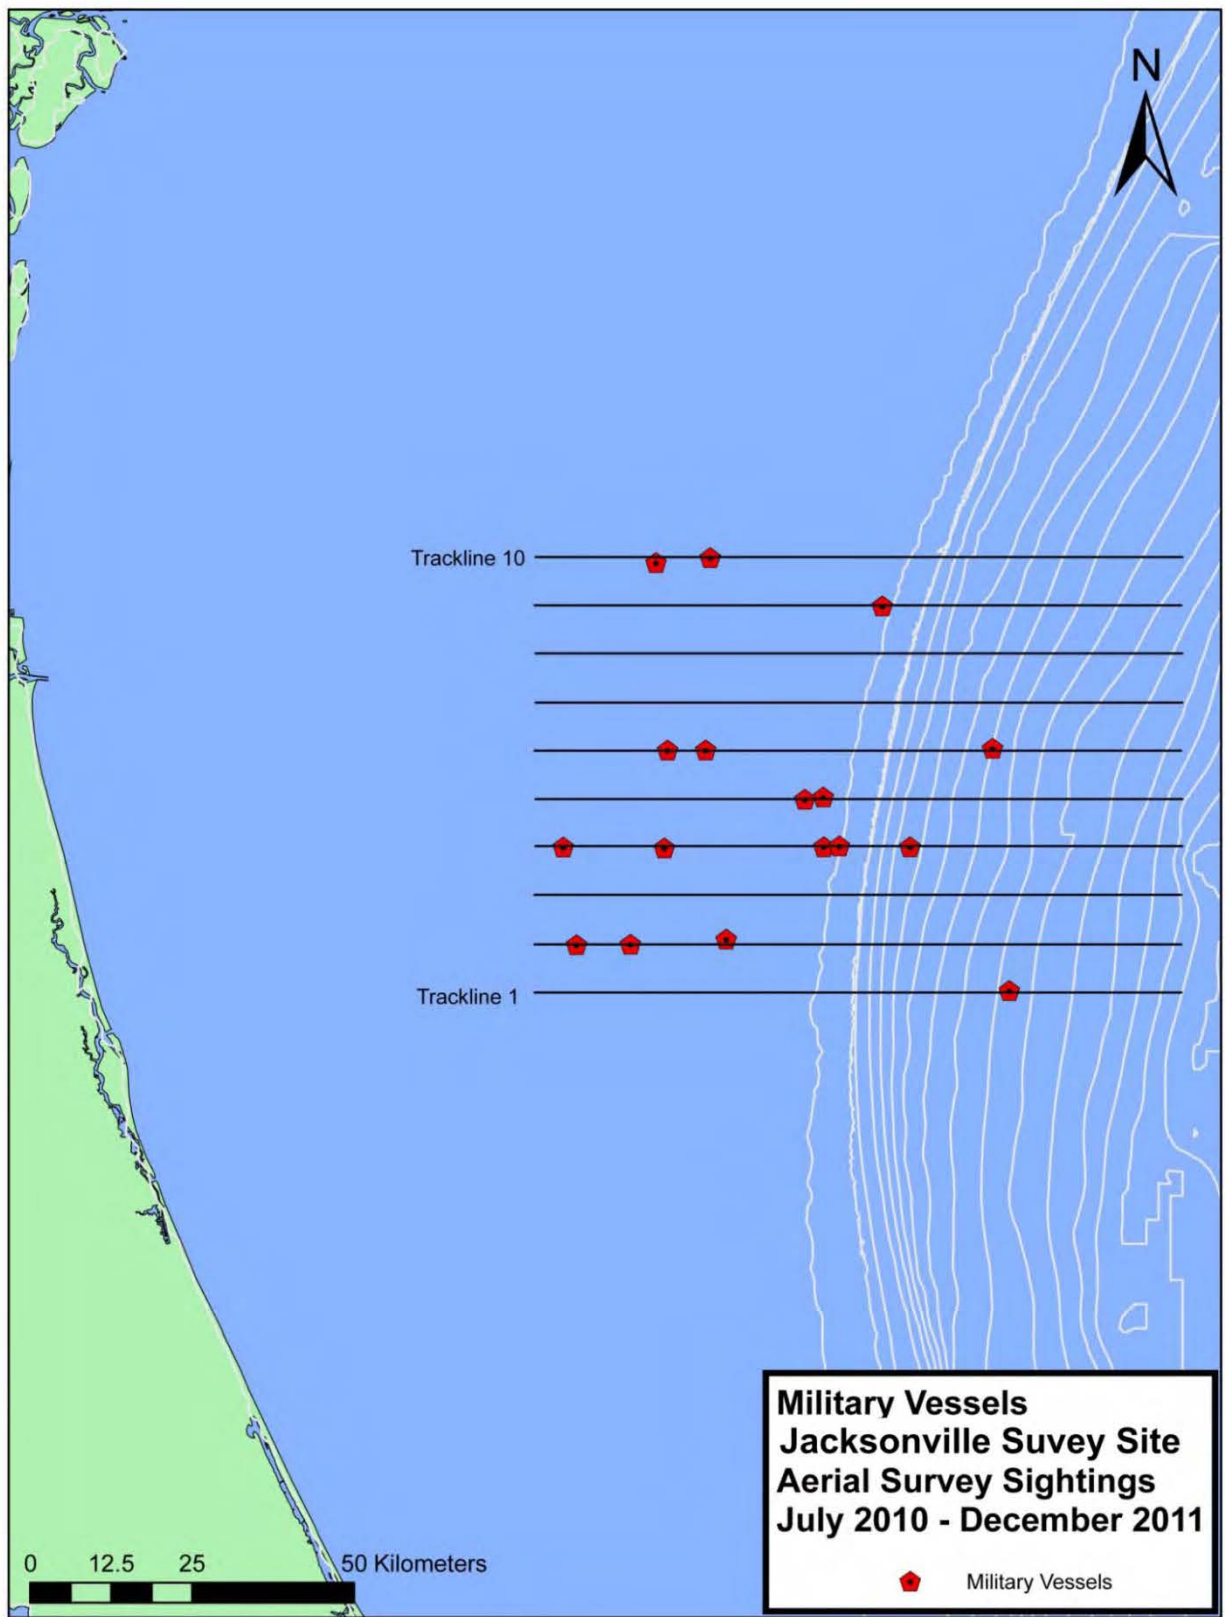 N
Trackline 10
Trackline 1
Military Vessels
Jacksonville Suvey Site
Aerial Survey Sightings
July 2010 - December 2011
Military Vessels
0 12.5 25 50 Kilometers